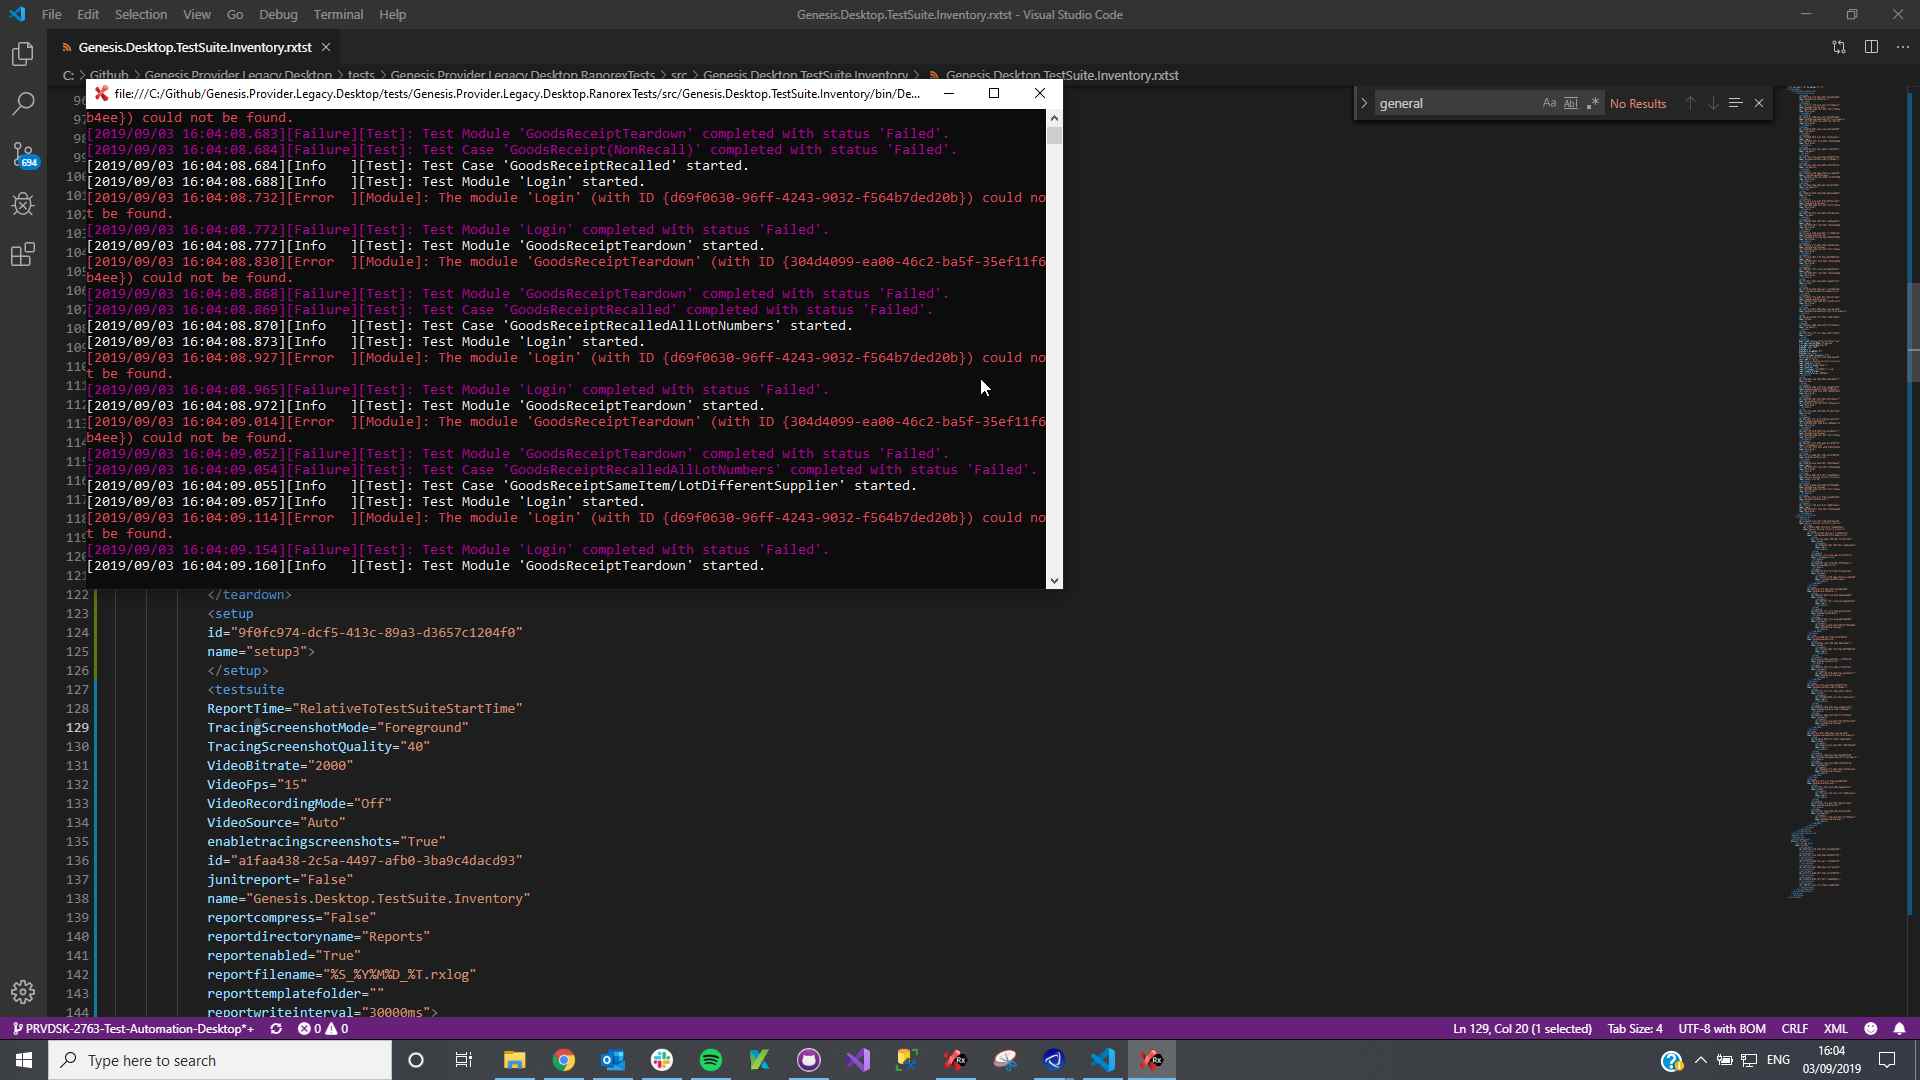 File Edit Selection View Go Debug Terminal Help
Genesis.Desktop.TestSuite.Inventory.rxtst - Visual Studio Code
Genesis.Desktop.TestSuite.Inventory.rxtst
C: > Github > Genesis.Provider.Legacy.Desktop > tests > Genesis.Provider.Legacy.Desktop.RanorexTests > src > Genesis.Desktop.TestSuite.Inventory > Genesis.Desktop.TestSuite.Inventory.rxtst
file:///C:/Github/Genesis.Provider.Legacy.Desktop/tests/Genesis.Provider.Legacy.Desktop.RanorexTests/src/Genesis.Desktop.TestSuite.Inventory/bin/De...
general
Aa Abl .* No Results
b4ee}) could not be found.
[2019/09/03 16:04:08.683][Failure][Test]: Test Module 'GoodsReceiptTeardown' completed with status 'Failed'.
[2019/09/03 16:04:08.684][Failure][Test]: Test Case 'GoodsReceipt(NonRecall)' completed with status 'Failed'.
[2019/09/03 16:04:08.684][Info   ][Test]: Test Case 'GoodsReceiptRecalled' started.
[2019/09/03 16:04:08.688][Info   ][Test]: Test Module 'Login' started.
[2019/09/03 16:04:08.732][Error  ][Module]: The module 'Login' (with ID {d69f0630-96ff-4243-9032-f564b7ded20b}) could no
t be found.
[2019/09/03 16:04:08.772][Failure][Test]: Test Module 'Login' completed with status 'Failed'.
[2019/09/03 16:04:08.777][Info   ][Test]: Test Module 'GoodsReceiptTeardown' started.
[2019/09/03 16:04:08.830][Error  ][Module]: The module 'GoodsReceiptTeardown' (with ID {304d4099-ea00-46c2-ba5f-35ef11f6
b4ee}) could not be found.
[2019/09/03 16:04:08.868][Failure][Test]: Test Module 'GoodsReceiptTeardown' completed with status 'Failed'.
[2019/09/03 16:04:08.869][Failure][Test]: Test Case 'GoodsReceiptRecalled' completed with status 'Failed'.
[2019/09/03 16:04:08.870][Info   ][Test]: Test Case 'GoodsReceiptRecalledAllLotNumbers' started.
[2019/09/03 16:04:08.873][Info   ][Test]: Test Module 'Login' started.
[2019/09/03 16:04:08.927][Error  ][Module]: The module 'Login' (with ID {d69f0630-96ff-4243-9032-f564b7ded20b}) could no
t be found.
[2019/09/03 16:04:08.965][Failure][Test]: Test Module 'Login' completed with status 'Failed'.
[2019/09/03 16:04:08.972][Info   ][Test]: Test Module 'GoodsReceiptTeardown' started.
[2019/09/03 16:04:09.014][Error  ][Module]: The module 'GoodsReceiptTeardown' (with ID {304d4099-ea00-46c2-ba5f-35ef11f6
b4ee}) could not be found.
[2019/09/03 16:04:09.052][Failure][Test]: Test Module 'GoodsReceiptTeardown' completed with status 'Failed'.
[2019/09/03 16:04:09.054][Failure][Test]: Test Case 'GoodsReceiptRecalledAllLotNumbers' completed with status 'Failed'.
[2019/09/03 16:04:09.055][Info   ][Test]: Test Case 'GoodsReceiptSameItem/LotDifferentSupplier' started.
[2019/09/03 16:04:09.057][Info   ][Test]: Test Module 'Login' started.
[2019/09/03 16:04:09.114][Error  ][Module]: The module 'Login' (with ID {d69f0630-96ff-4243-9032-f564b7ded20b}) could no
t be found.
[2019/09/03 16:04:09.154][Failure][Test]: Test Module 'Login' completed with status 'Failed'.
[2019/09/03 16:04:09.160][Info   ][Test]: Test Module 'GoodsReceiptTeardown' started.
122 </teardown>
123 <setup
124 id="9f0fc974-dcf5-413c-89a3-d3657c1204f0"
125 name="setup3">
126 </setup>
127 <testsuite
128 ReportTime="RelativeToTestSuiteStartTime"
129 TracingScreenshotMode="Foreground"
130 TracingScreenshotQuality="40"
131 VideoBitrate="2000"
132 VideoFps="15"
133 VideoRecordingMode="Off"
134 VideoSource="Auto"
135 enabletracingscreenshots="True"
136 id="a1faa438-2c5a-4497-afb0-3ba9c4dacd93"
137 junitreport="False"
138 name="Genesis.Desktop.TestSuite.Inventory"
139 reportcompress="False"
140 reportdirectoryname="Reports"
141 reportenabled="True"
142 reportfilename="%S_%Y%M%D_%T.rxlog"
143 reporttemplatefolder=""
144 reportwriteinterval="30000ms">
694
PRVDSK-2763-Test-Automation-Desktop*+ 0 0
Ln 129, Col 20 (1 selected) Tab Size: 4 UTF-8 with BOM CRLF XML
Type here to search
ENG
16:04
03/09/2019